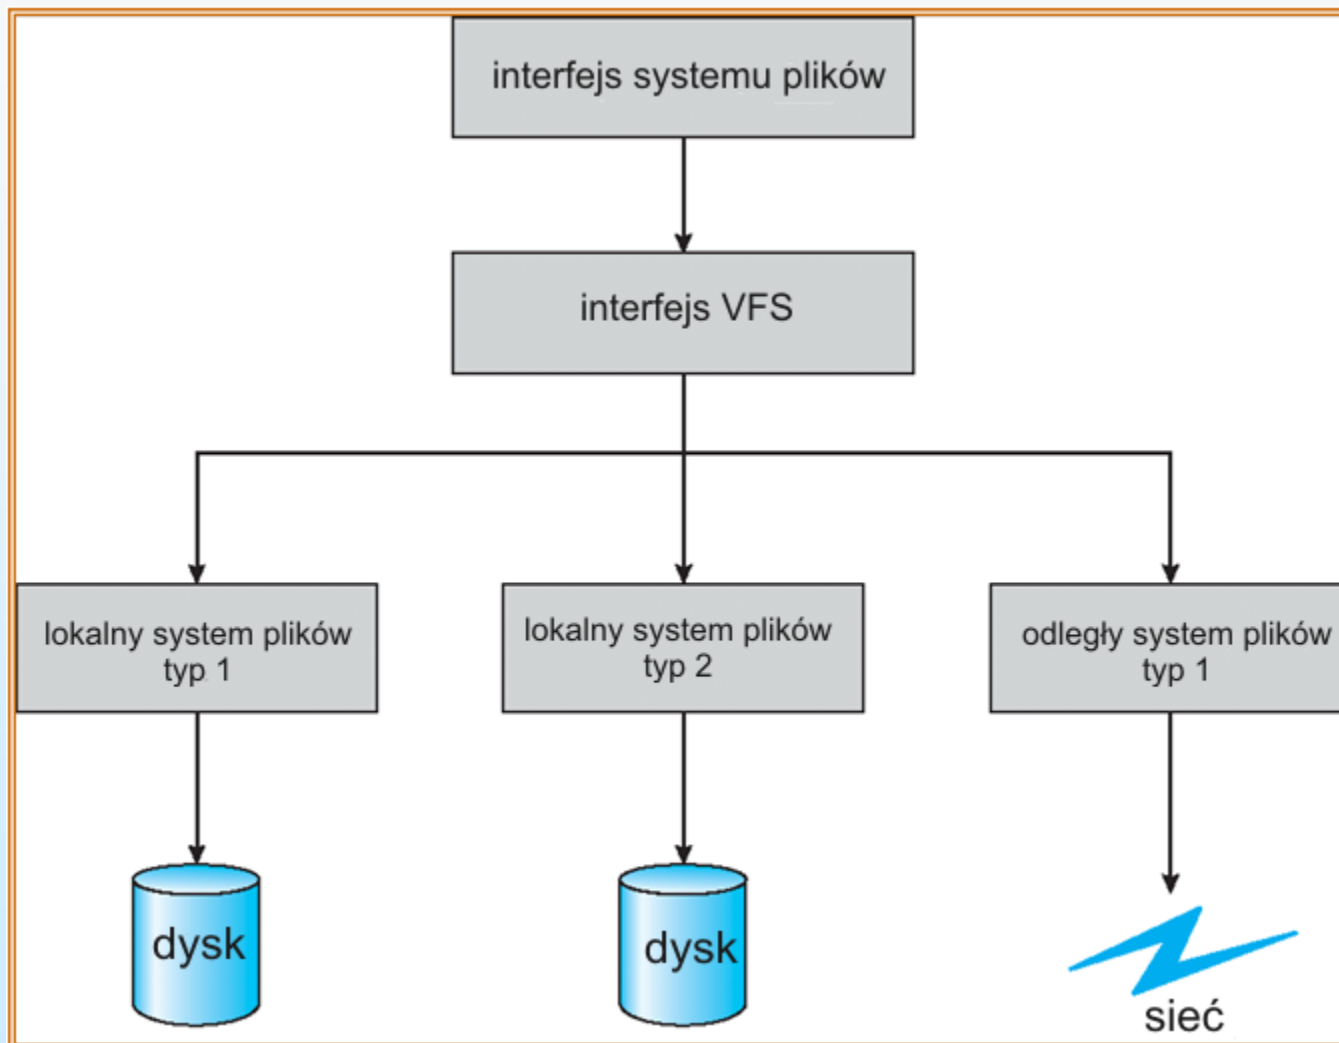 interfejs systemu plików
interfejs VFS
lokalny system plików
typ 1
lokalny system plików
typ 2
odległy system plików
typ 1
dysk
dysk
sieć